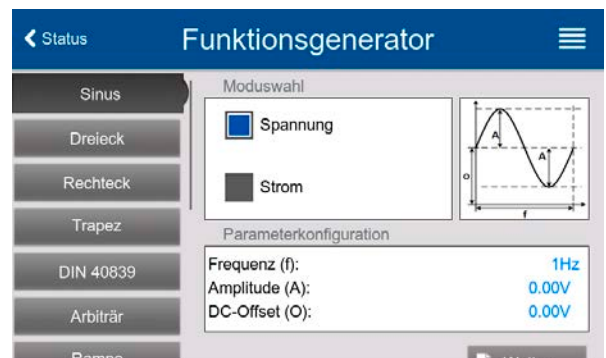 Status
Funktionsgenerator
Sinus
Dreieck
Rechteck
Trapez
DIN 40839
Arbiträr
Moduswahl
Spannung
Strom
A
A
o
f
Parameterkonfiguration
Frequenz (f): 1Hz
Amplitude (A): 0.00V
DC-Offset (O): 0.00V